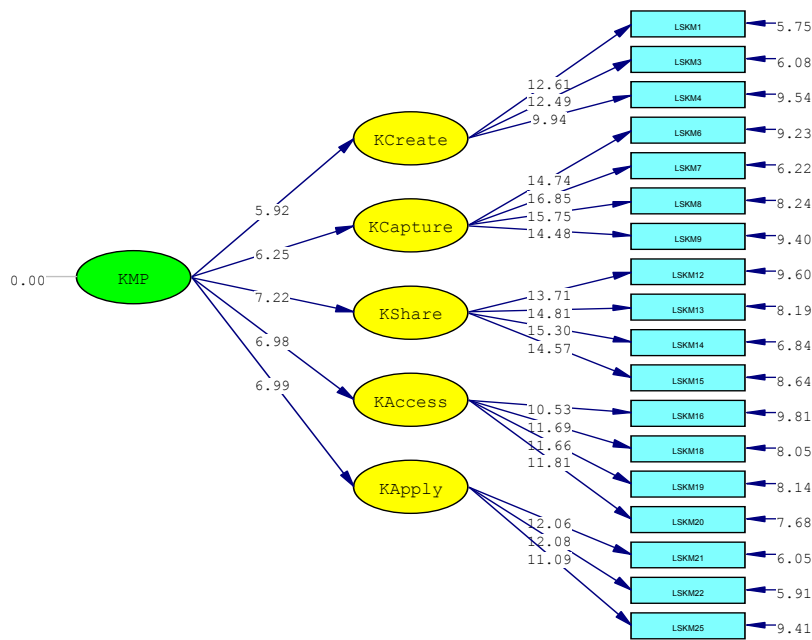 LSKM1 5.75
LSKM3 6.08
12.61
12.49
LSKM4 9.54
9.94
LSKM6 9.23
KCreate
LSKM7 6.22
14.74
16.85
LSKM8 8.24
5.92
15.75
KCapture
14.48
LSKM9 9.40
6.25
LSKM12 9.60
0.00 KMP
7.22
13.71
LSKM13 8.19
KShare
14.81
15.30
LSKM14 6.84
6.98
14.57
LSKM15 8.64
6.99
KAccess
10.53
LSKM16 9.81
11.69
11.66
LSKM18 8.05
11.81
LSKM19 8.14
KApply
LSKM20 7.68
12.06
12.08
LSKM21 6.05
11.09
LSKM22 5.91
LSKM25 9.41